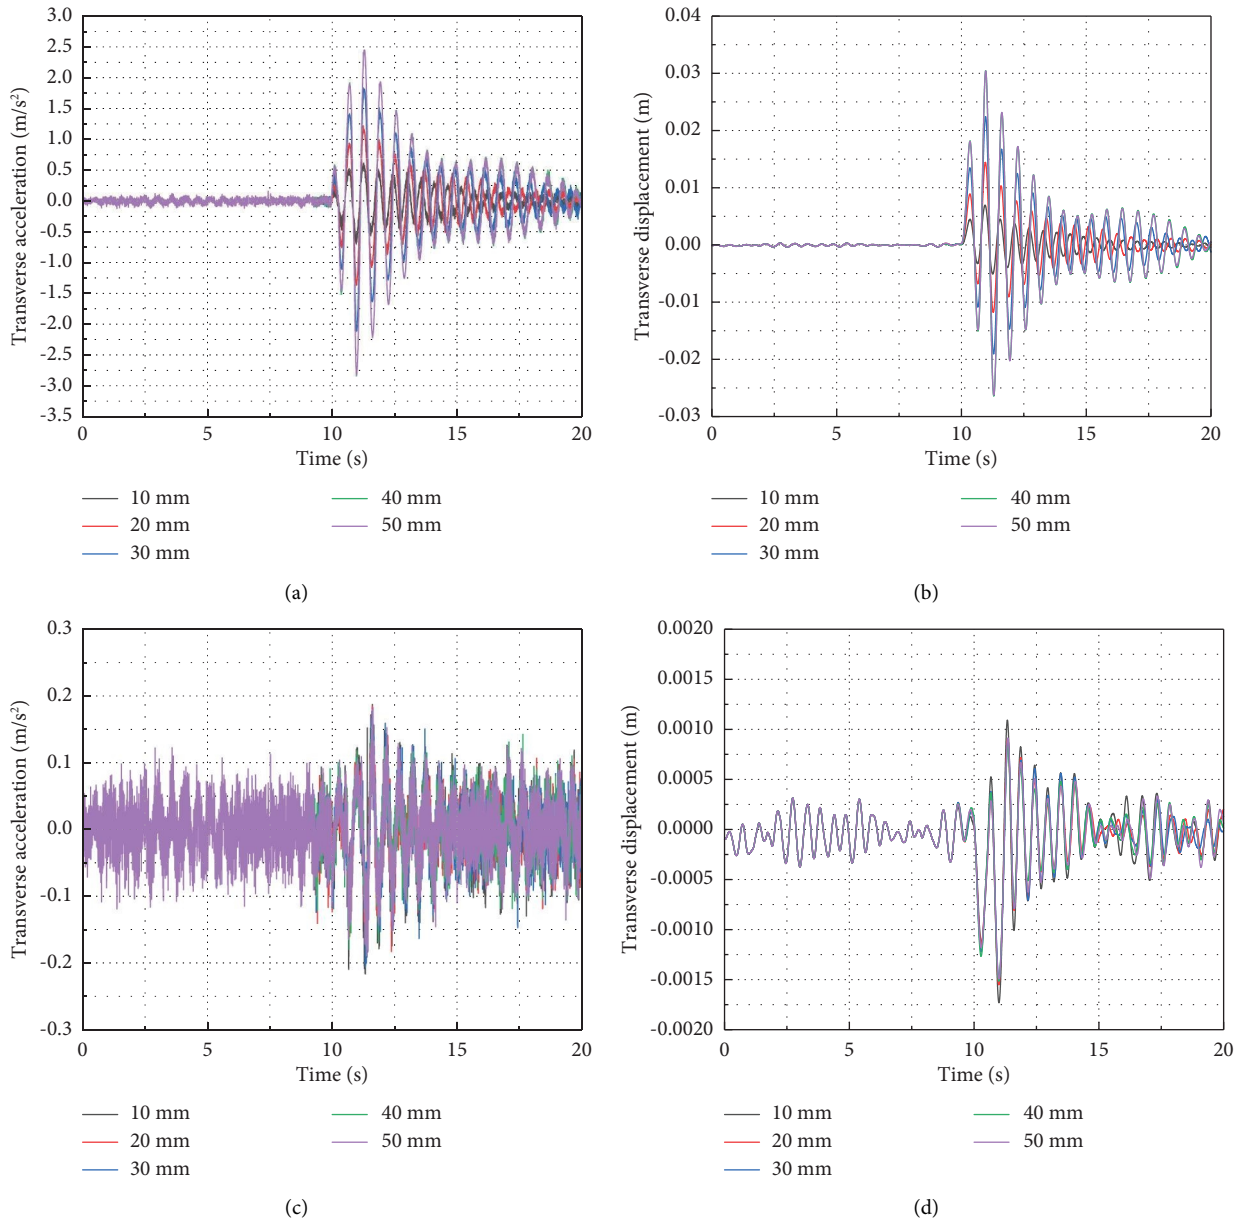 Transverse acceleration (m/s²)
3.0
2.5
2.0
1.5
1.0
0.5
0.0
-0.5
-1.0
-1.5
-2.0
-2.5
-3.0
-3.5
0 5 10 15 20
Time (s)
10 mm 40 mm
20 mm 50 mm
30 mm
(a)
Transverse displacement (m)
0.04
0.03
0.02
0.01
0.00
-0.01
-0.02
-0.03
0 5 10 15 20
Time (s)
10 mm 40 mm
20 mm 50 mm
30 mm
(b)
Transverse acceleration (m/s²)
0.3
0.2
0.1
0.0
-0.1
-0.2
-0.3
0 5 10 15 20
Time (s)
10 mm 40 mm
20 mm 50 mm
30 mm
(c)
Transverse displacement (m)
0.0020
0.0015
0.0010
0.0005
0.0000
-0.0005
-0.0010
-0.0015
-0.0020
0 5 10 15 20
Time (s)
10 mm 40 mm
20 mm 50 mm
30 mm
(d)